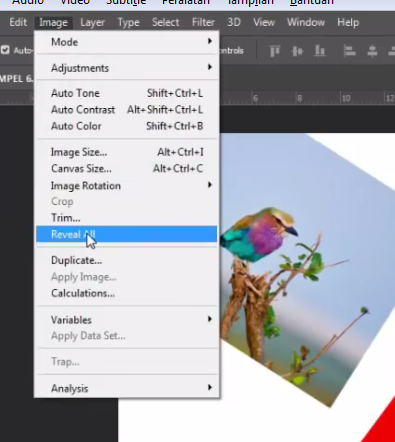 Audio Video Subtitle Peralatan Tampilan Bantuan
Edit Image Layer Type Select Filter 3D View Window Help
Auto-
ntrols
MPEL 6.
6 8 10 12
Mode
Adjustments
Auto Tone Shift+Ctrl+L
Auto Contrast Alt+Shift+Ctrl+L
Auto Color Shift+Ctrl+B
Image Size... Alt+Ctrl+I
Canvas Size... Alt+Ctrl+C
Image Rotation
Crop
Trim...
Reveal All
Duplicate...
Apply Image...
Calculations...
Variables
Apply Data Set...
Trap...
Analysis